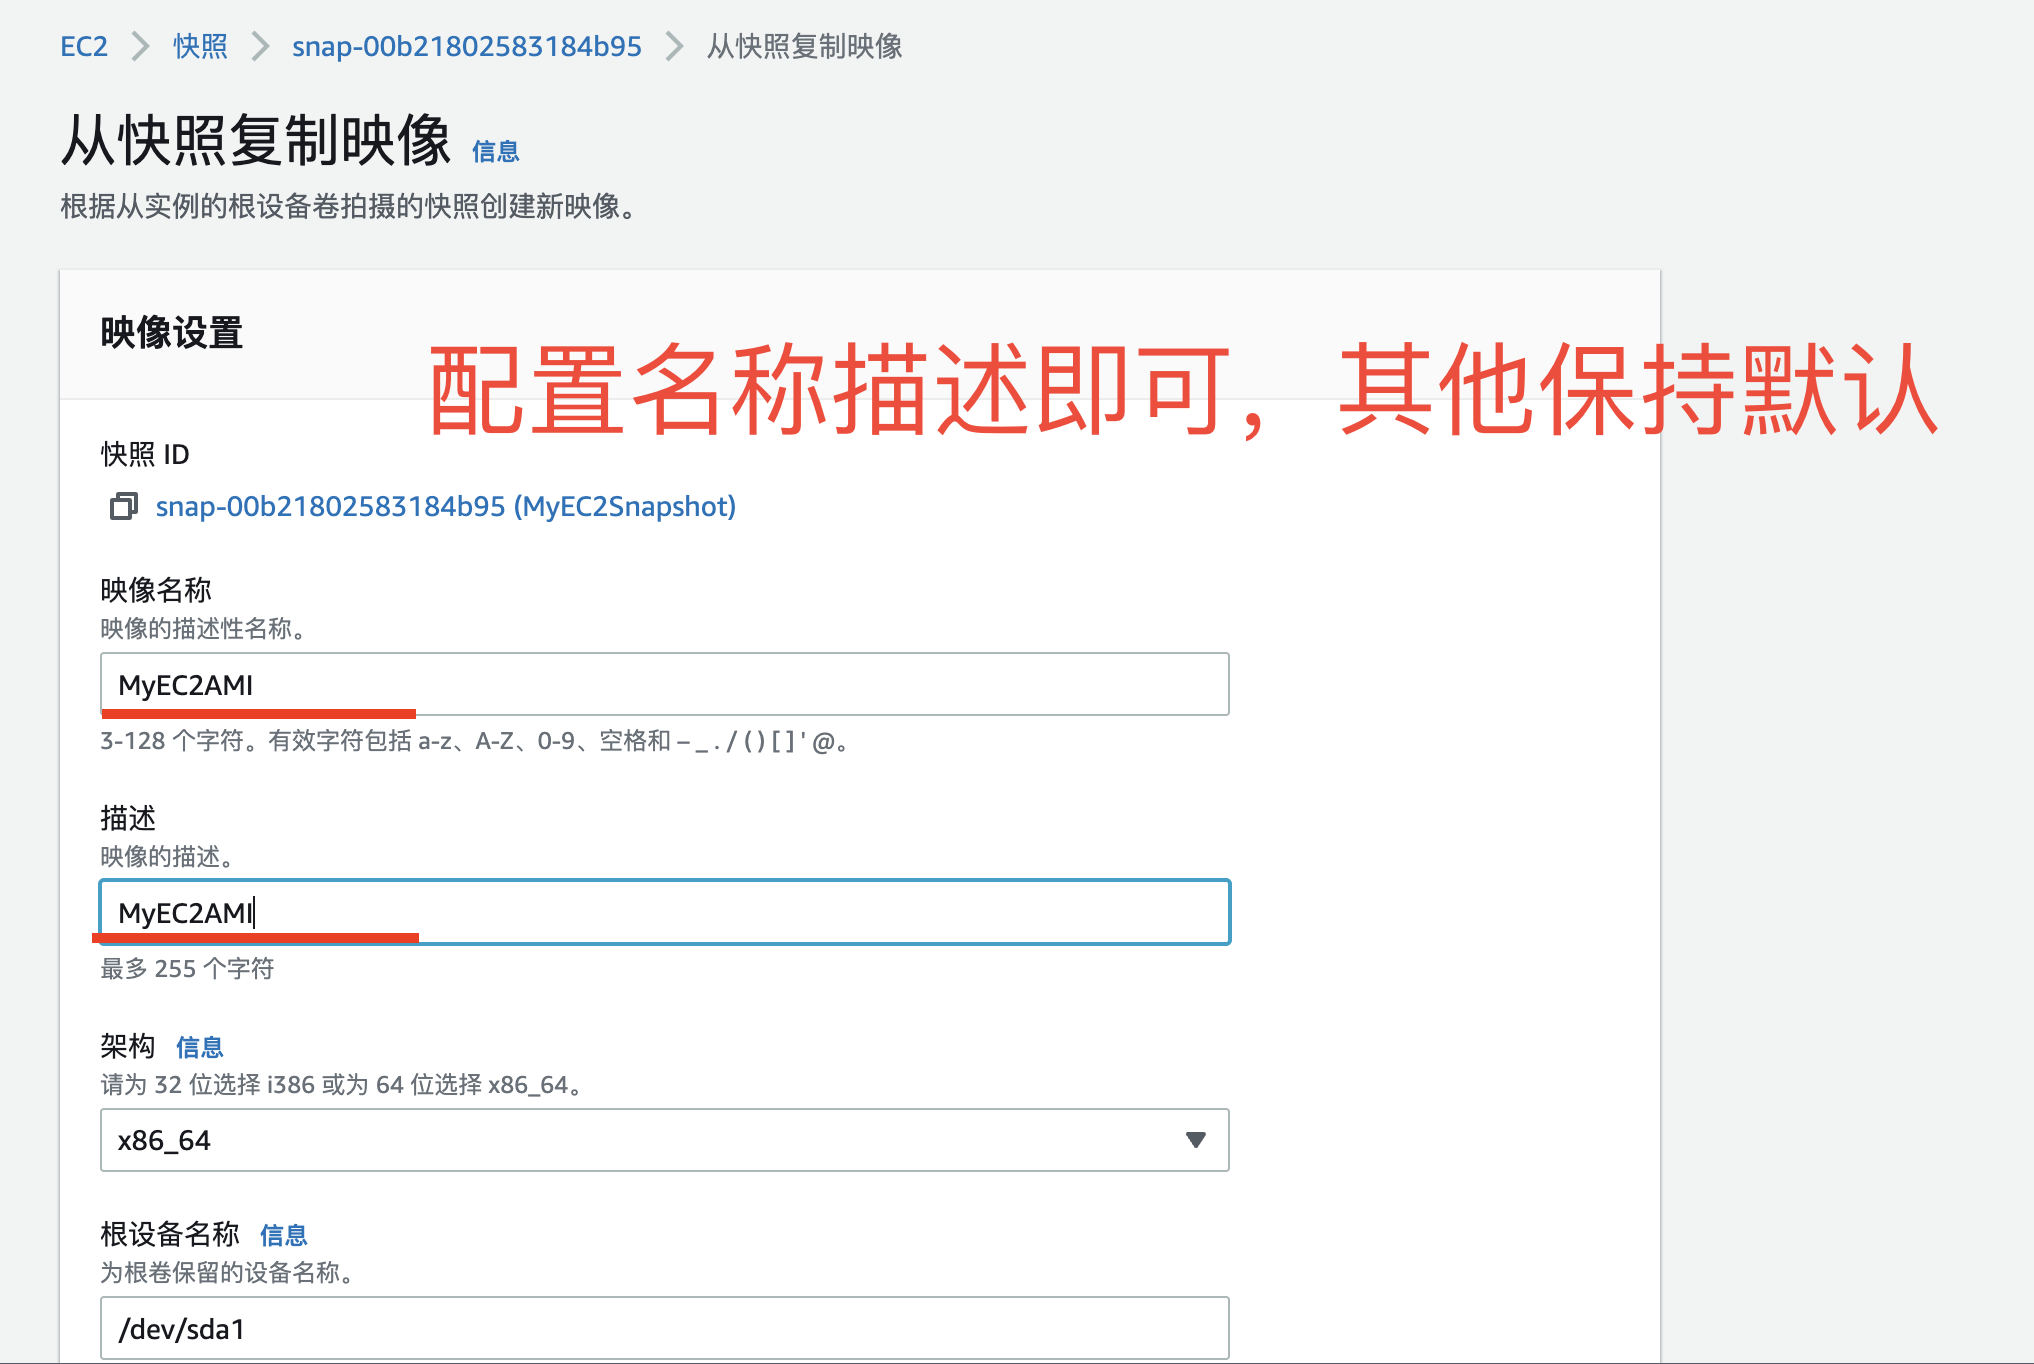 EC2 > 快照 > snap-00b21802583184b95 > 从快照复制映像
从快照复制映像 信息
根据从实例的根设备卷拍摄的快照创建新映像。
映像设置
配置名称描述即可，其他保持默认
快照 ID
snap-00b21802583184b95 (MyEC2Snapshot)
映像名称
映像的描述性名称。
MyEC2AMI
3-128 个字符。有效字符包括 a-z、A-Z、0-9、空格和 – _ . / ( ) [ ] ' @。
描述
映像的描述。
MyEC2AMI
最多 255 个字符
架构 信息
请为 32 位选择 i386 或为 64 位选择 x86_64。
x86_64
根设备名称 信息
为根卷保留的设备名称。
/dev/sda1